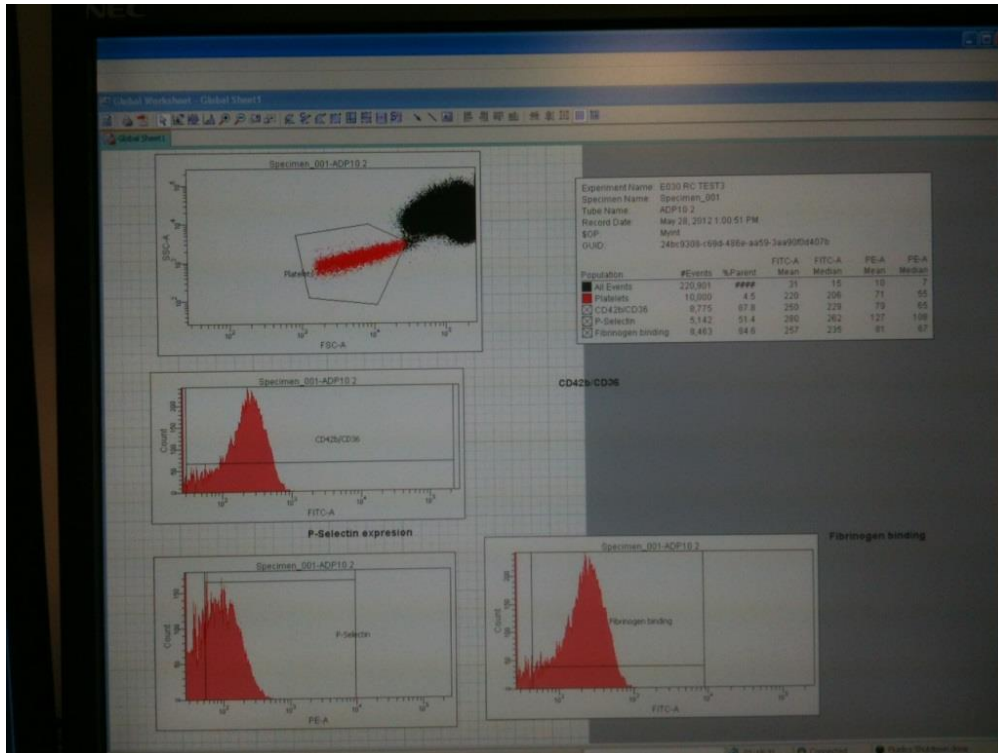 NEC
Global Worksheet - Global Sheet1
Global Sheet1
Specimen_001-ADP10 2
SSC-A
Platelets
FSC-A
Experiment Name: E030 RC TEST3
Specimen Name: Specimen_001
Tube Name: ADP10 2
Record Date: May 28, 2012 1:00:51 PM
$OP: Myint
GUID:
Population #Events %Parent FITC-A Mean FITC-A Median PE-A Mean PE-A Median
All Events 220,901 #### 31 15 10 7
Platelets 10,000 4.5 220 206 71 55
CD42b/CD36 8,775 87.8 250 229 79 65
P-Selectin 5,142 51.4 280 262 127 108
Fibrinogen binding 8,463 84.6 257 235 81 67
Specimen_001-ADP10 2
Count
CD42b/CD36
FITC-A
CD42b/CD36
P-Selectin expresion
Specimen_001-ADP10 2
Count
P-Selectin
PE-A
Fibrinogen binding
Specimen_001-ADP10 2
Count
Fibrinogen binding
FITC-A